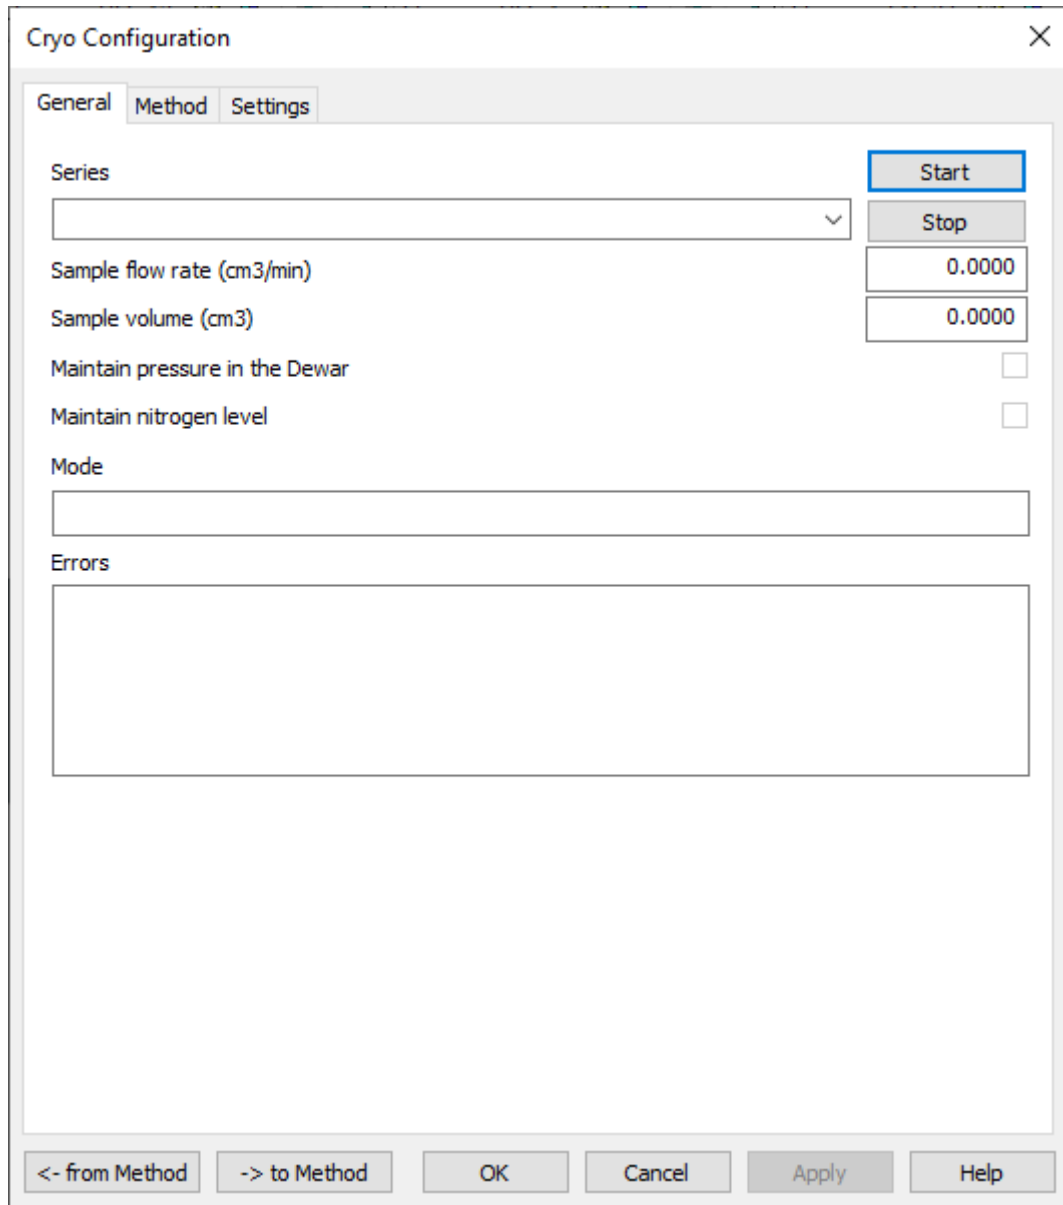 Cryo Configuration
General Method Settings
Series
Start
Stop
Sample flow rate (cm3/min) 0.0000
Sample volume (cm3) 0.0000
Maintain pressure in the Dewar
Maintain nitrogen level
Mode
Errors
<- from Method -> to Method OK Cancel Apply Help